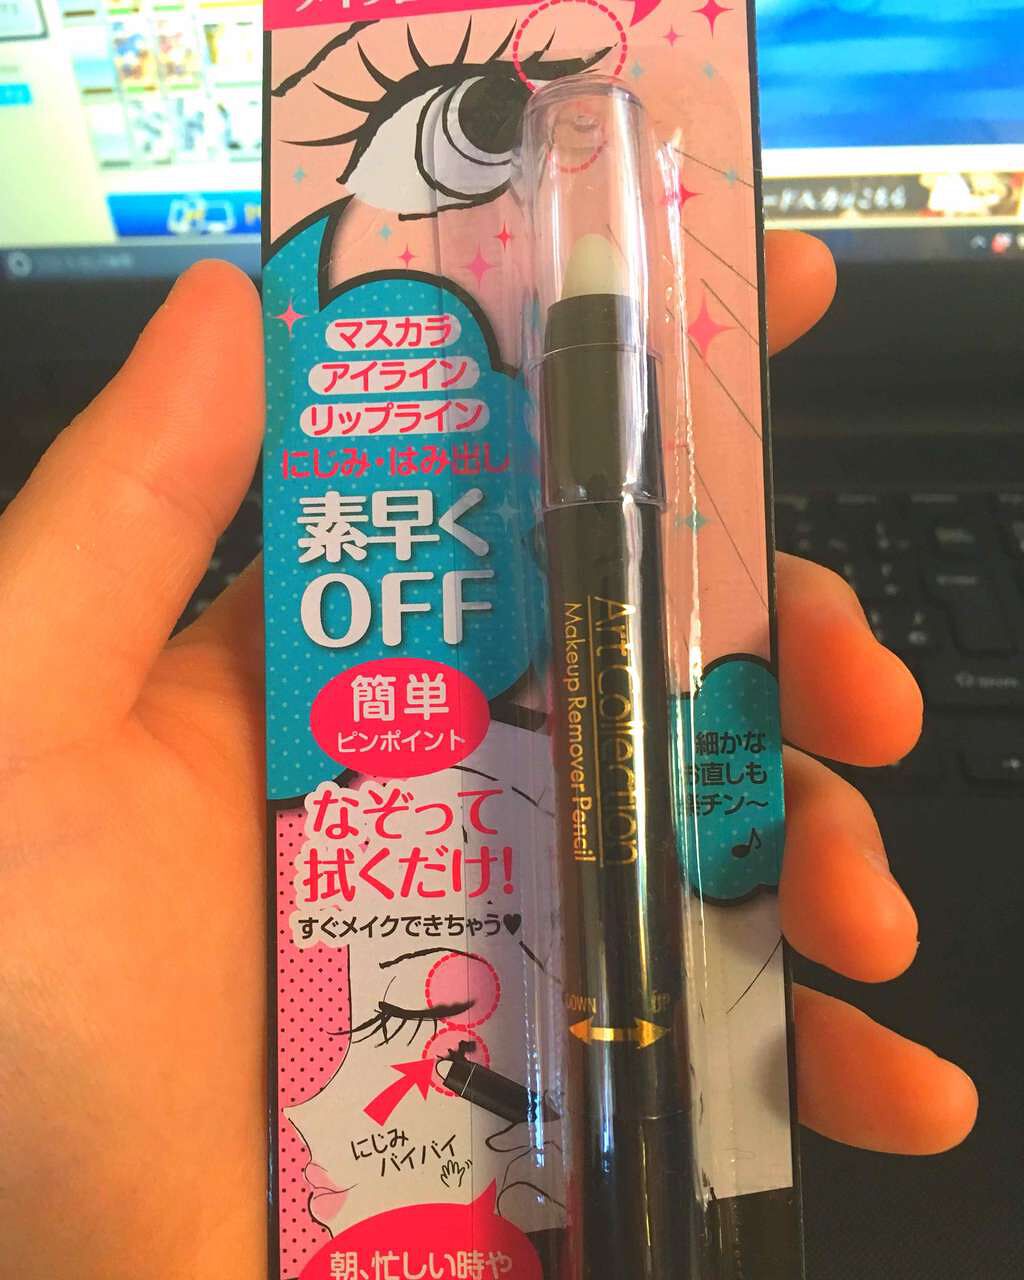 マスカラ
アイライン
リップライン
にじみ・はみ出し
素早く
OFF
簡単
ピンポイント
なぞって
拭くだけ!
すぐメイクできちゃう♥
にじみ
バイバイ
朝、忙しい時や
Art Collection
Makeup Remover Pencil
DOWN UP
細かな
お直しも
楽チン〜
♪